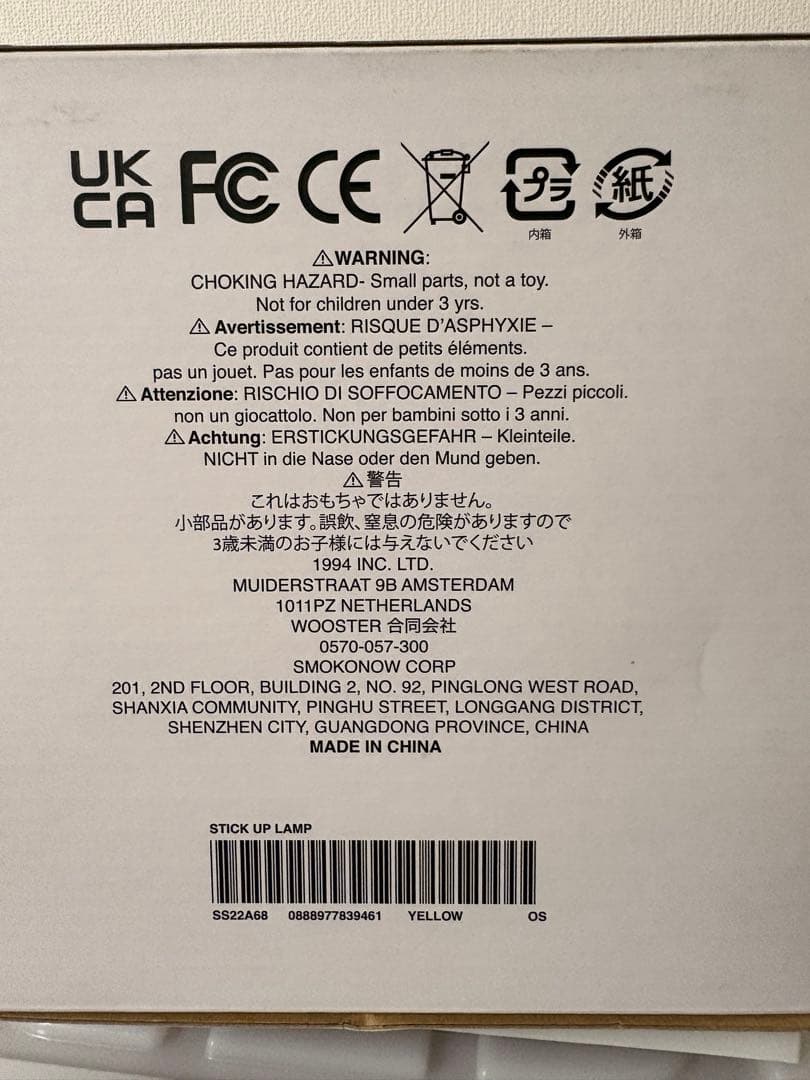 UK
CA
FC CE プラ 紙
内箱 外箱
⚠WARNING:
CHOKING HAZARD- Small parts, not a toy.
Not for children under 3 yrs.
⚠ Avertissement: RISQUE D'ASPHYXIE –
Ce produit contient de petits éléments.
pas un jouet. Pas pour les enfants de moins de 3 ans.
⚠ Attenzione: RISCHIO DI SOFFOCAMENTO – Pezzi piccoli.
non un giocattolo. Non per bambini sotto i 3 anni.
⚠ Achtung: ERSTICKUNGSGEFAHR – Kleinteile.
NICHT in die Nase oder den Mund geben.
⚠ 警告
これはおもちゃではありません。
小部品があります。誤飲、窒息の危険がありますので
3歳未満のお子様には与えないでください
1994 INC. LTD.
MUIDERSTRAAT 9B AMSTERDAM
1011PZ NETHERLANDS
WOOSTER 合同会社
0570-057-300
SMOKONOW CORP
201, 2ND FLOOR, BUILDING 2, NO. 92, PINGLONG WEST ROAD,
SHANXIA COMMUNITY, PINGHU STREET, LONGGANG DISTRICT,
SHENZHEN CITY, GUANGDONG PROVINCE, CHINA
MADE IN CHINA
STICK UP LAMP
SS22A68 0888977839461 YELLOW OS